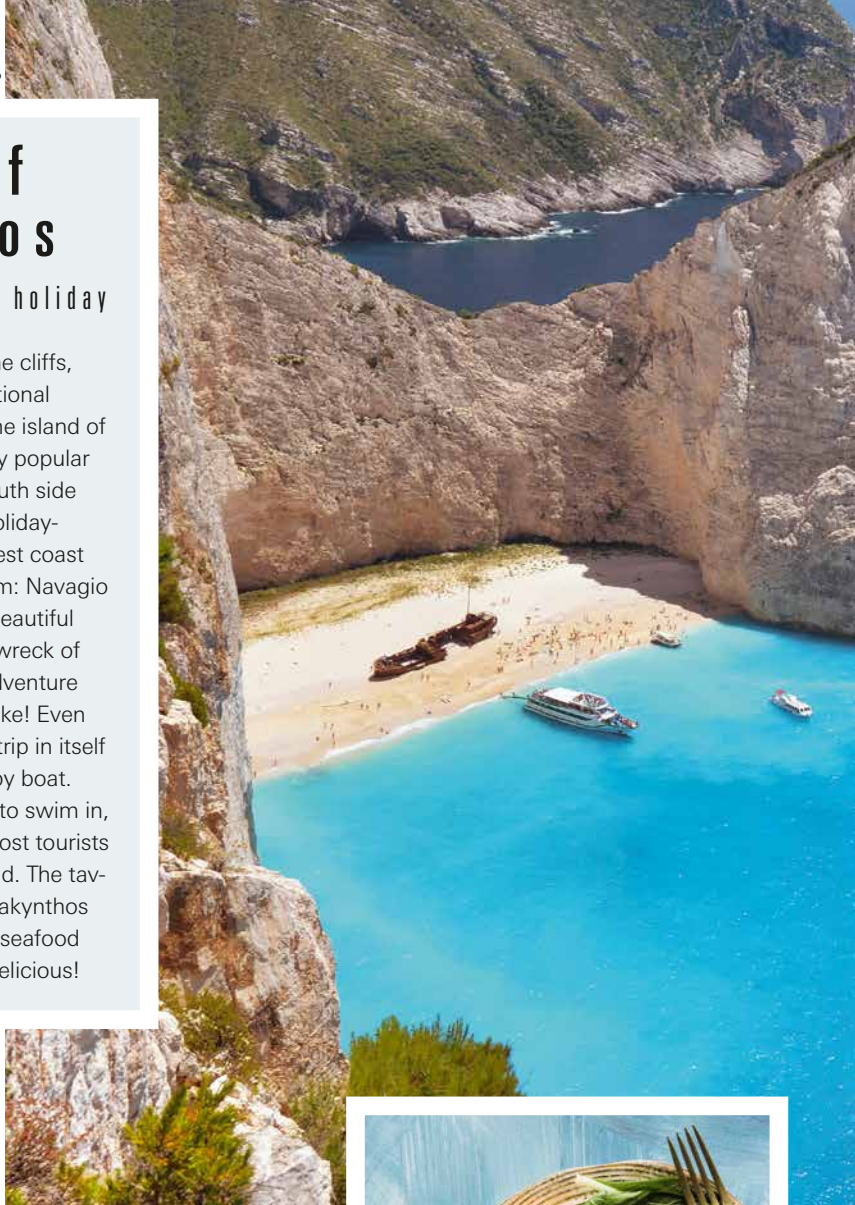 f
os
holiday
e cliffs,
tional
ne island of
y popular
uth side
oliday-
est coast
m: Navagio
eautiful
wreck of
dventure
ke! Even
trip in itself
by boat.
to swim in,
ost tourists
d. The tav-
akynthos
seafood
elicious!